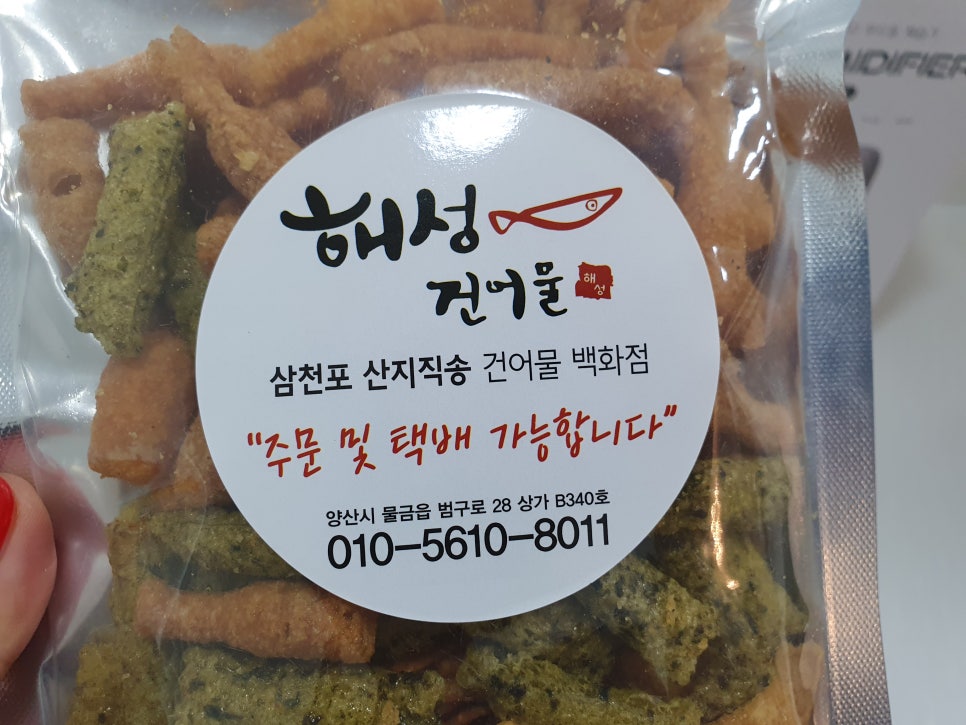 해성
건어물
해성
삼천포 산지직송 건어물 백화점
"주문 및 택배 가능합니다"
양산시 물금읍 범구로 28 상가 B340호
010-5610-8011